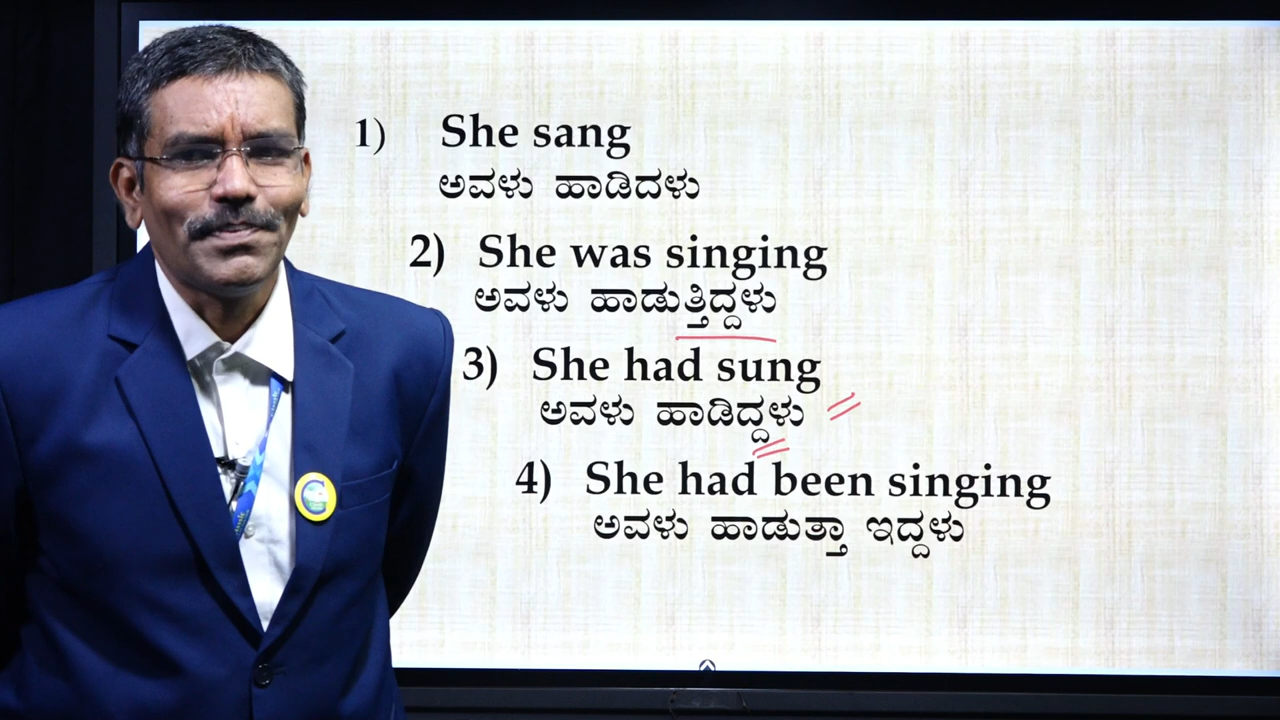 1) She sang
ಅವಳು ಹಾಡಿದಳು
2) She was singing
ಅವಳು ಹಾಡುತ್ತಿದ್ದಳು
3) She had sung
ಅವಳು ಹಾಡಿದ್ದಳು
4) She had been singing
ಅವಳು ಹಾಡುತ್ತಾ ಇದ್ದಳು